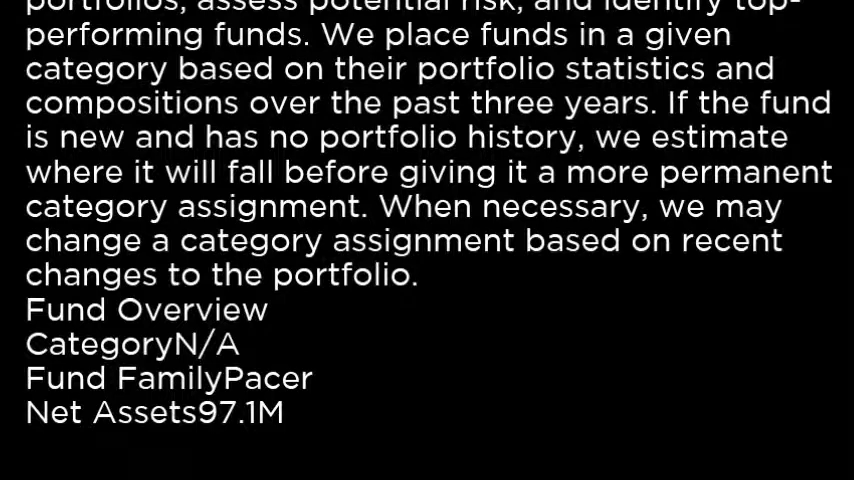 portfolios, assess potential risk, and identify top-
performing funds. We place funds in a given
category based on their portfolio statistics and
compositions over the past three years. If the fund
is new and has no portfolio history, we estimate
where it will fall before giving it a more permanent
category assignment. When necessary, we may
change a category assignment based on recent
changes to the portfolio.
Fund Overview
CategoryN/A
Fund FamilyPacer
Net Assets97.1M